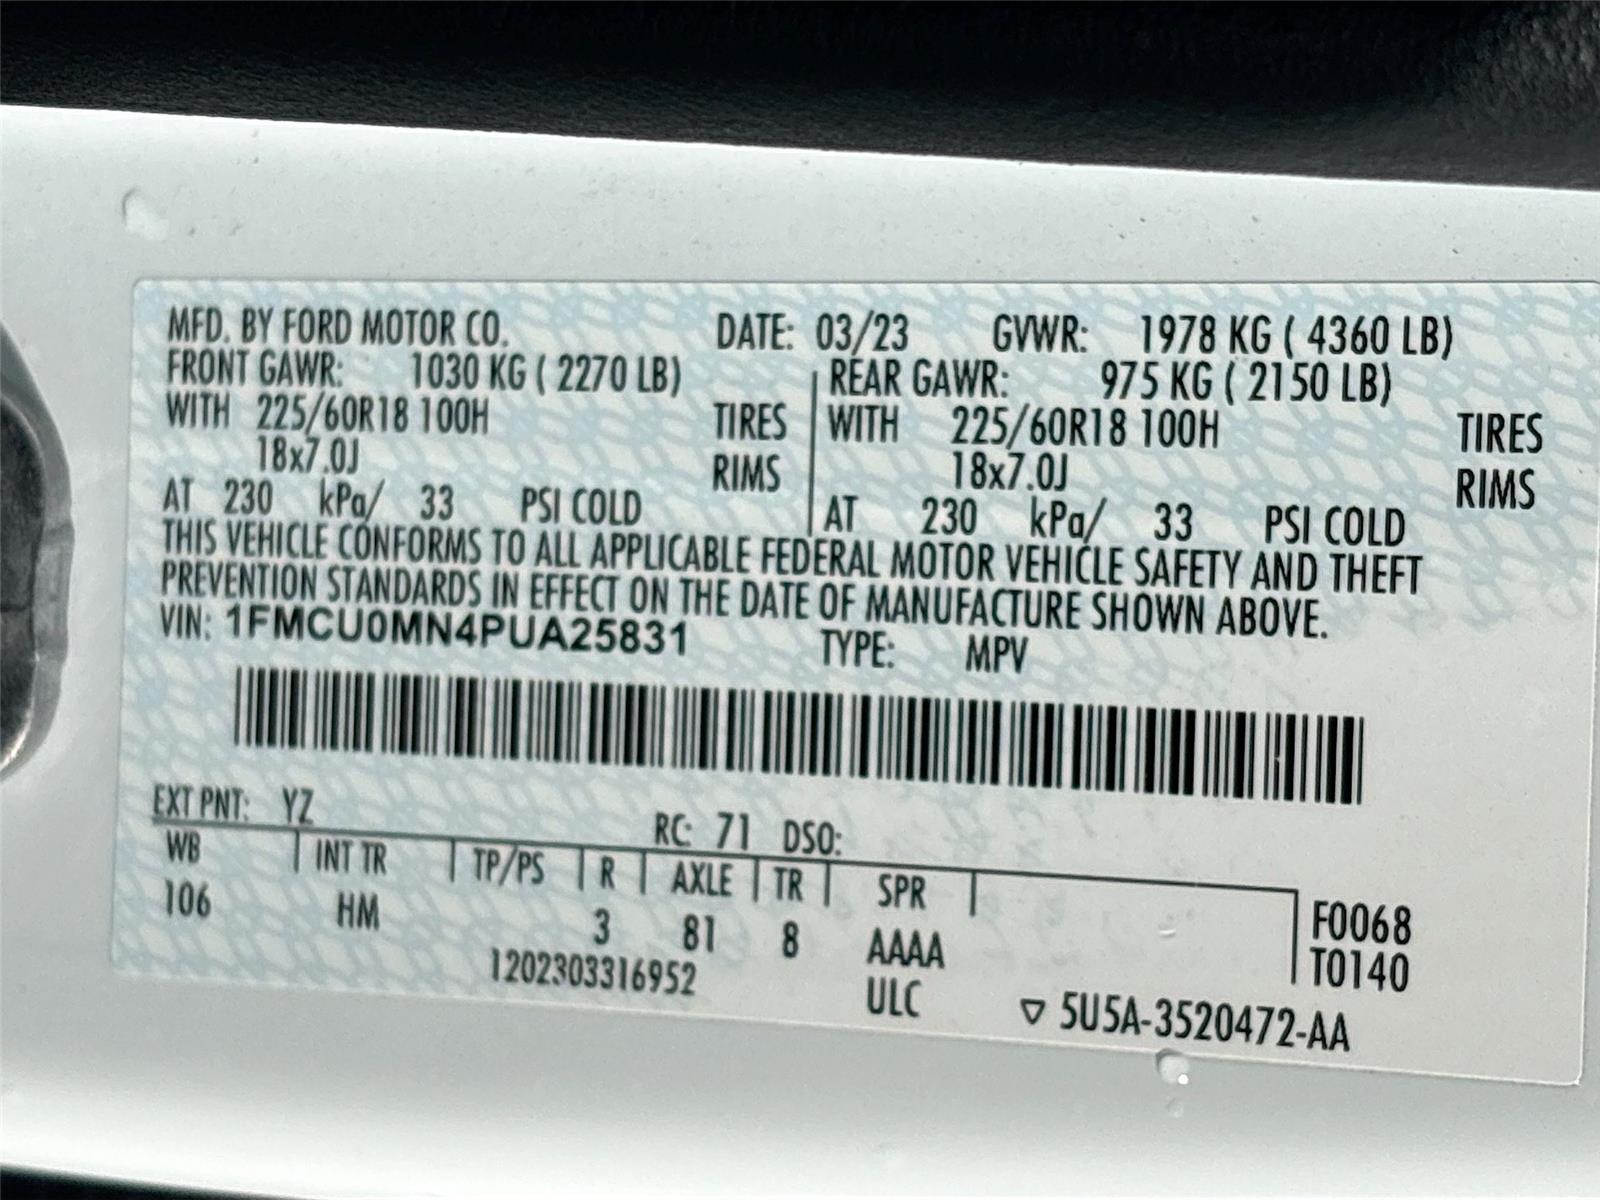 MFD. BY FORD MOTOR CO. DATE: 03/23 GVWR: 1978 KG ( 4360 LB)
FRONT GAWR: 1030 KG ( 2270 LB) REAR GAWR: 975 KG ( 2150 LB)
WITH 225/60R18 100H TIRES WITH 225/60R18 100H TIRES
18x7.0J RIMS 18x7.0J RIMS
AT 230 kPa/ 33 PSI COLD AT 230 kPa/ 33 PSI COLD
THIS VEHICLE CONFORMS TO ALL APPLICABLE FEDERAL MOTOR VEHICLE SAFETY AND THEFT
PREVENTION STANDARDS IN EFFECT ON THE DATE OF MANUFACTURE SHOWN ABOVE.
VIN: 1FMCU0MN4PUA25831 TYPE: MPV
EXT PNT: YZ RC: 71 DSO:
WB INT TR TP/PS R AXLE TR SPR
106 HM 3 81 8 AAAA F0068
1202303316952 ULC T0140
▽ 5U5A-3520472-AA